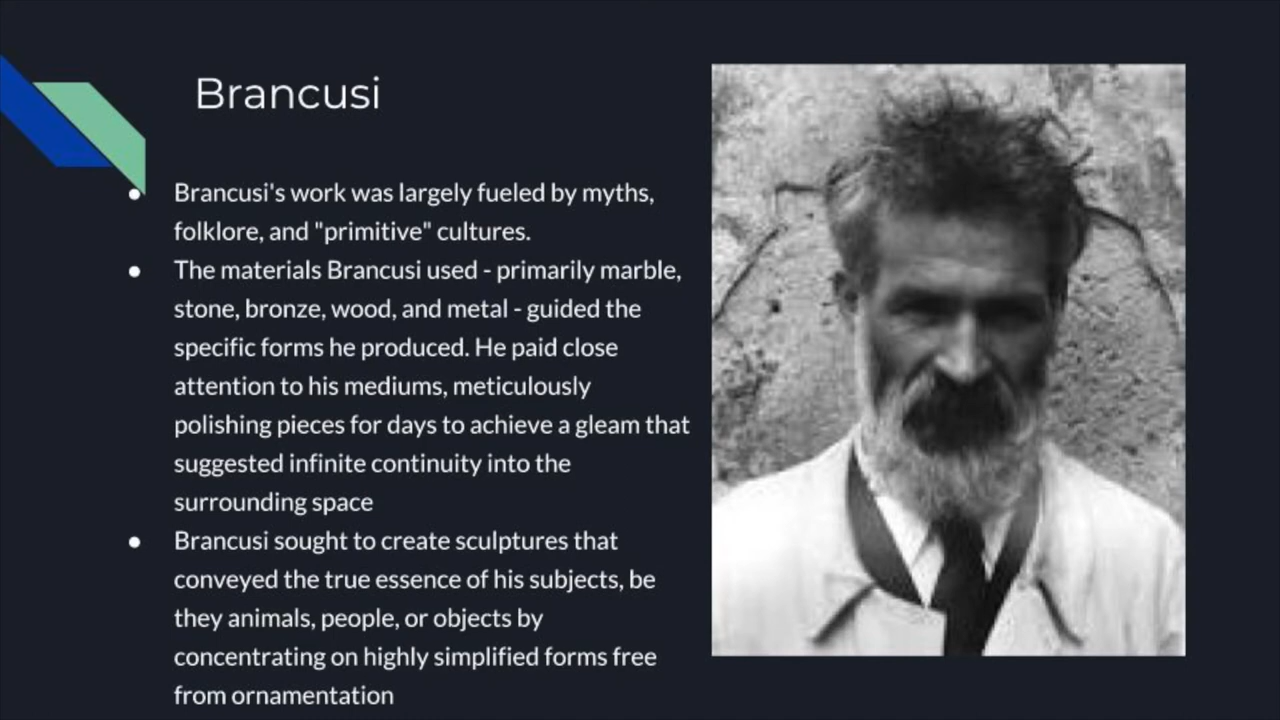 Brancusi
● Brancusi's work was largely fueled by myths,
folklore, and "primitive" cultures.
● The materials Brancusi used - primarily marble,
stone, bronze, wood, and metal - guided the
specific forms he produced. He paid close
attention to his mediums, meticulously
polishing pieces for days to achieve a gleam that
suggested infinite continuity into the
surrounding space
● Brancusi sought to create sculptures that
conveyed the true essence of his subjects, be
they animals, people, or objects by
concentrating on highly simplified forms free
from ornamentation